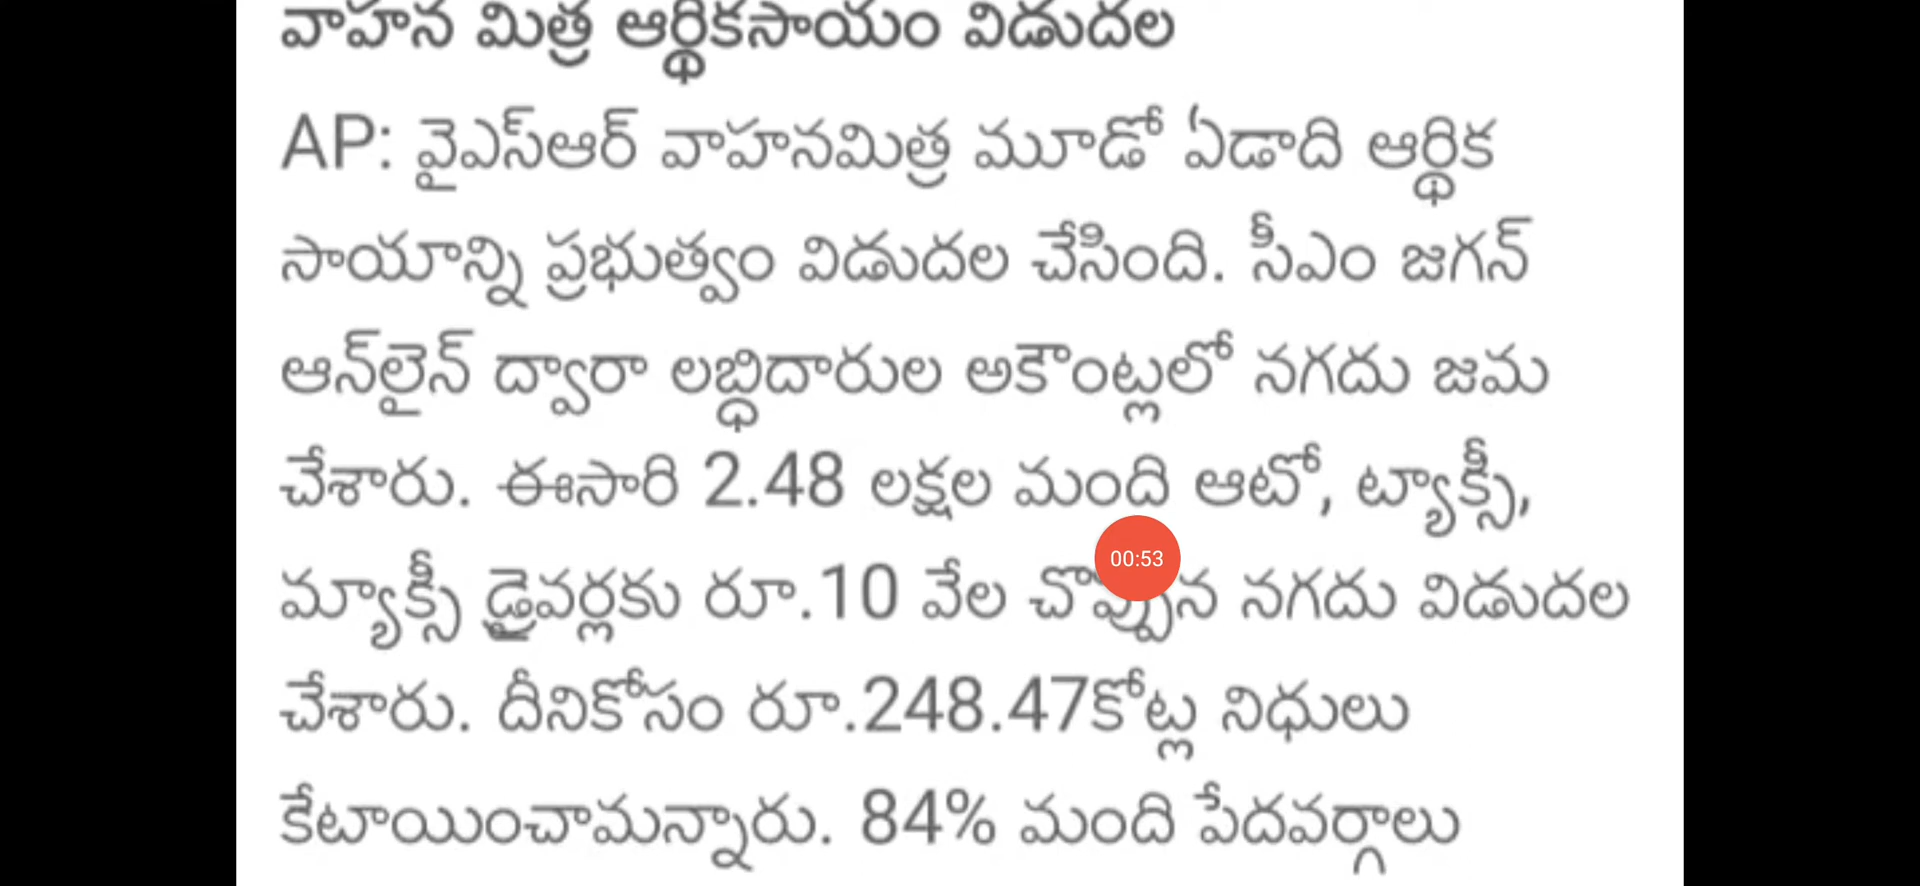 వాహన మిత్ర ఆర్థికసాయం విడుదల
AP: వైఎస్ఆర్ వాహనమిత్ర మూడో ఏడాది ఆర్థిక
సాయాన్ని ప్రభుత్వం విడుదల చేసింది. సీఎం జగన్
ఆన్‌లైన్ ద్వారా లబ్ధిదారుల అకౌంట్లలో నగదు జమ
చేశారు. ఈసారి 2.48 లక్షల మంది ఆటో, ట్యాక్సీ,
00:53
మ్యాక్సీ డ్రైవర్లకు రూ.10 వేల చొప్పున నగదు విడుదల
చేశారు. దీనికోసం రూ.248.47కోట్ల నిధులు
కేటాయించామన్నారు. 84% మంది పేదవర్గాలు